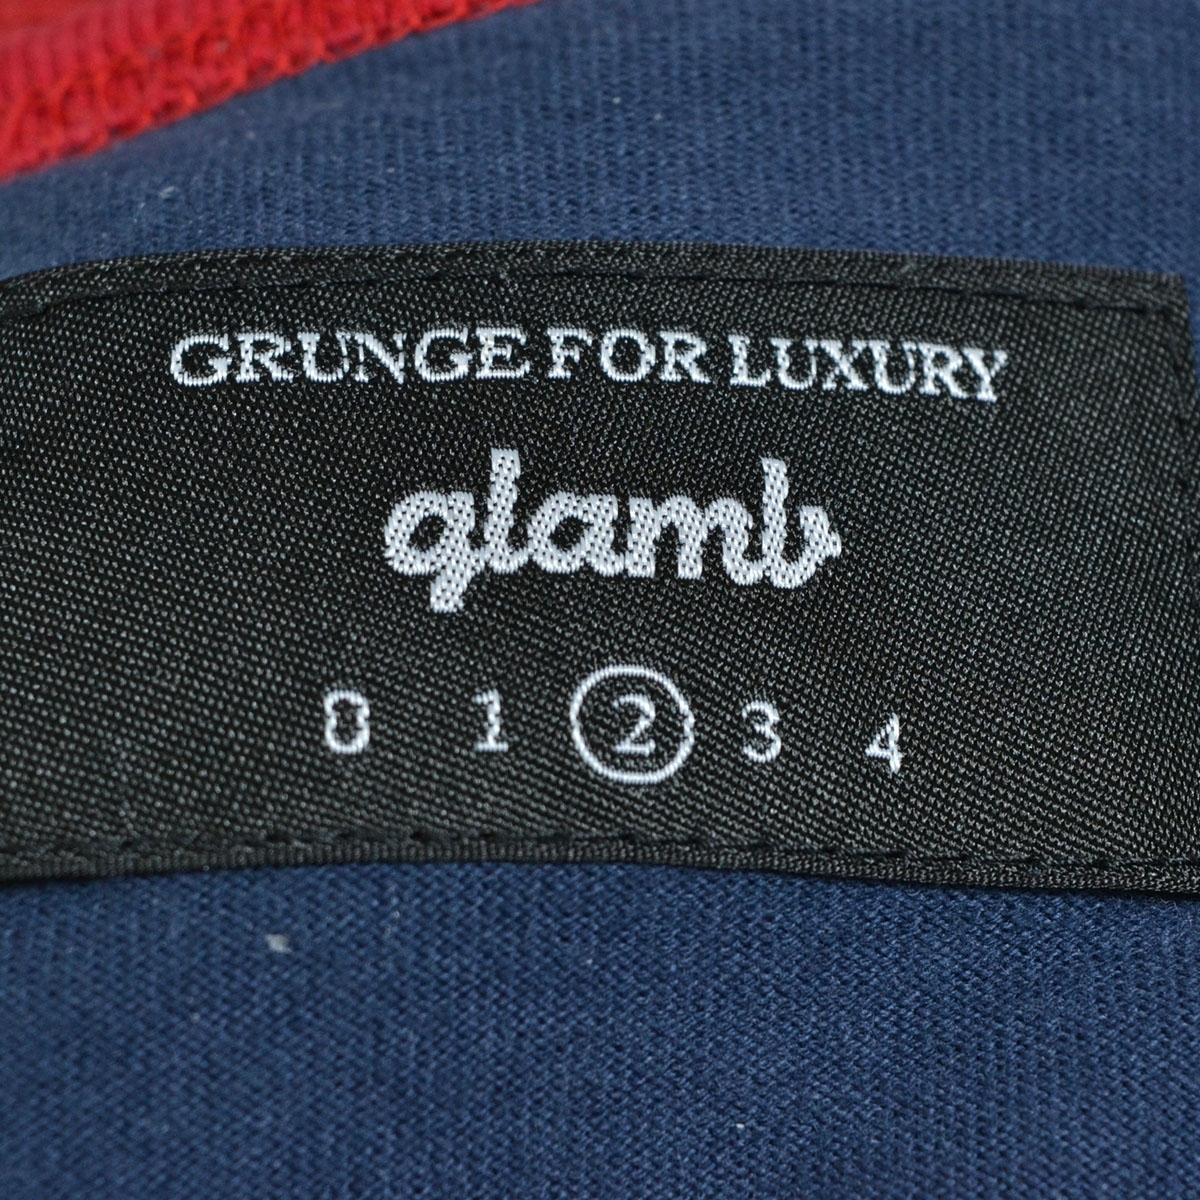 GRUNGE FOR LUXURY
glamb
0 1 2 3 4